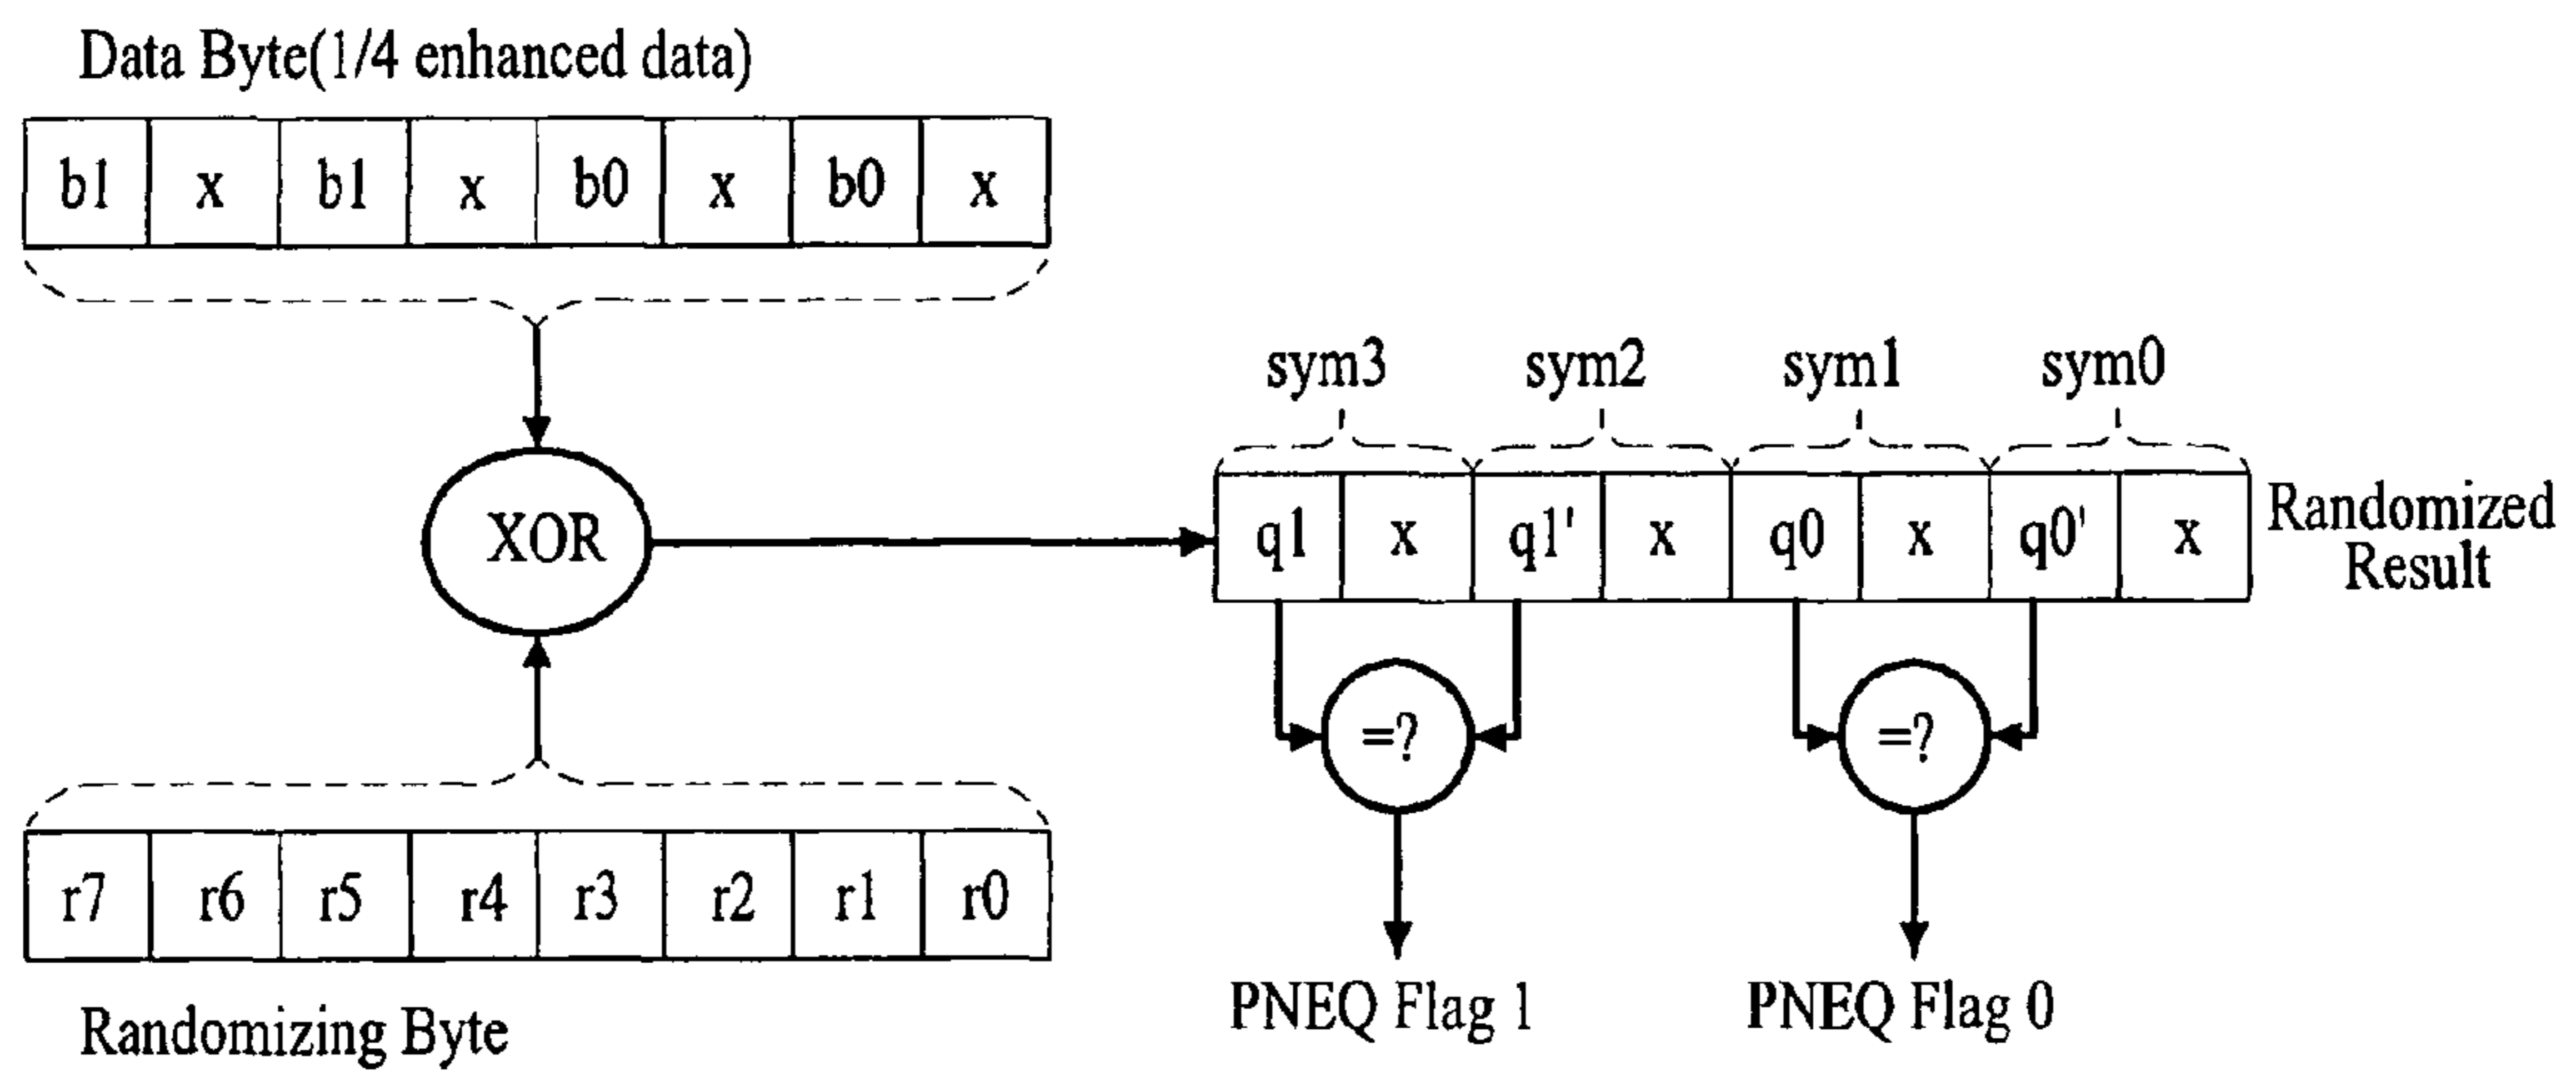 Data Byte(1/4 enhanced data)
b1 x b1 x b0 x b0 x
sym3 sym2 sym1 sym0
XOR
q1 x q1' x q0 x q0' x
Randomized
Result
=? =?
r7 r6 r5 r4 r3 r2 r1 r0
PNEQ Flag 1 PNEQ Flag 0
Randomizing Byte